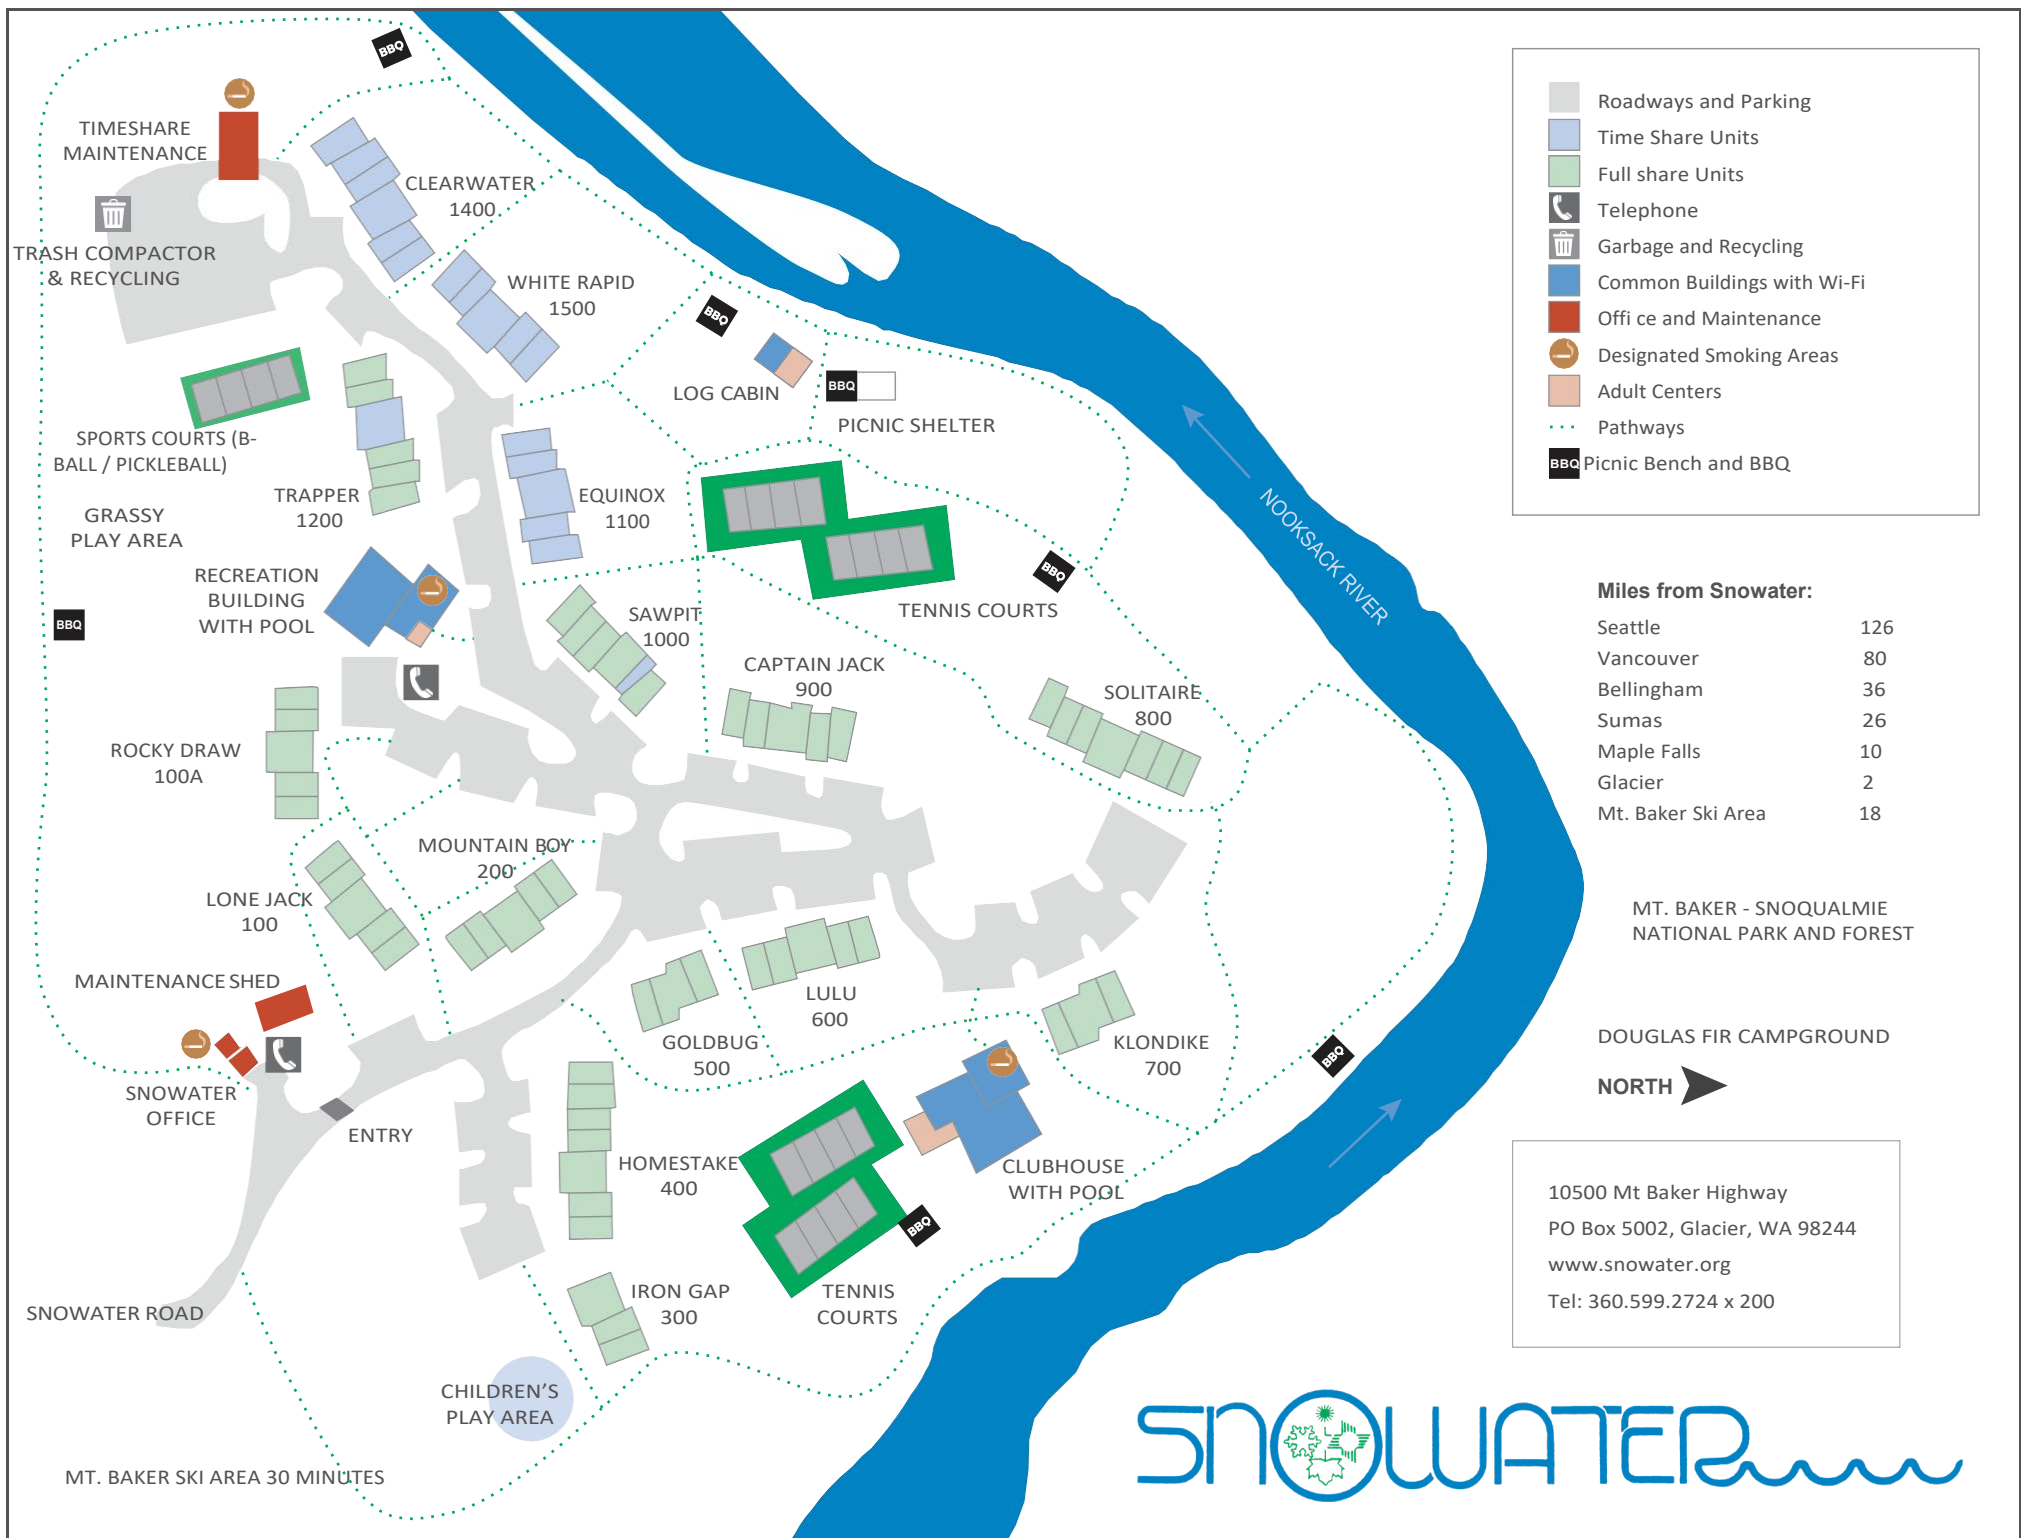 BBQ
TIMESHARE
MAINTENANCE
TRASH COMPACTOR
& RECYCLING
CLEARWATER
1400
WHITE RAPID
1500
BBQ
LOG CABIN
BBQ
PICNIC SHELTER
SPORTS COURTS (B-
BALL / PICKLEBALL)
TRAPPER
1200
GRASSY
PLAY AREA
EQUINOX
1100
RECREATION
BUILDING
WITH POOL
BBQ
SAWPIT
1000
TENNIS COURTS
BBQ
NOOKSACK RIVER
CAPTAIN JACK
900
SOLITAIRE
800
ROCKY DRAW
100A
MOUNTAIN BOY
200
LONE JACK
100
MAINTENANCE SHED
SNOWATER
OFFICE
ENTRY
GOLDBUG
500
LULU
600
KLONDIKE
700
BBQ
HOMESTAKE
400
CLUBHOUSE
WITH POOL
BBQ
TENNIS
COURTS
IRON GAP
300
SNOWATER ROAD
CHILDREN'S
PLAY AREA
MT. BAKER SKI AREA 30 MINUTES
Roadways and Parking
Time Share Units
Full share Units
Telephone
Garbage and Recycling
Common Buildings with Wi-Fi
Offi ce and Maintenance
Designated Smoking Areas
Adult Centers
Pathways
BBQ Picnic Bench and BBQ
Miles from Snowater:
Seattle 126
Vancouver 80
Bellingham 36
Sumas 26
Maple Falls 10
Glacier 2
Mt. Baker Ski Area 18
MT. BAKER - SNOQUALMIE
NATIONAL PARK AND FOREST
DOUGLAS FIR CAMPGROUND
NORTH
10500 Mt Baker Highway
PO Box 5002, Glacier, WA 98244
www.snowater.org
Tel: 360.599.2724 x 200
SNOWATER